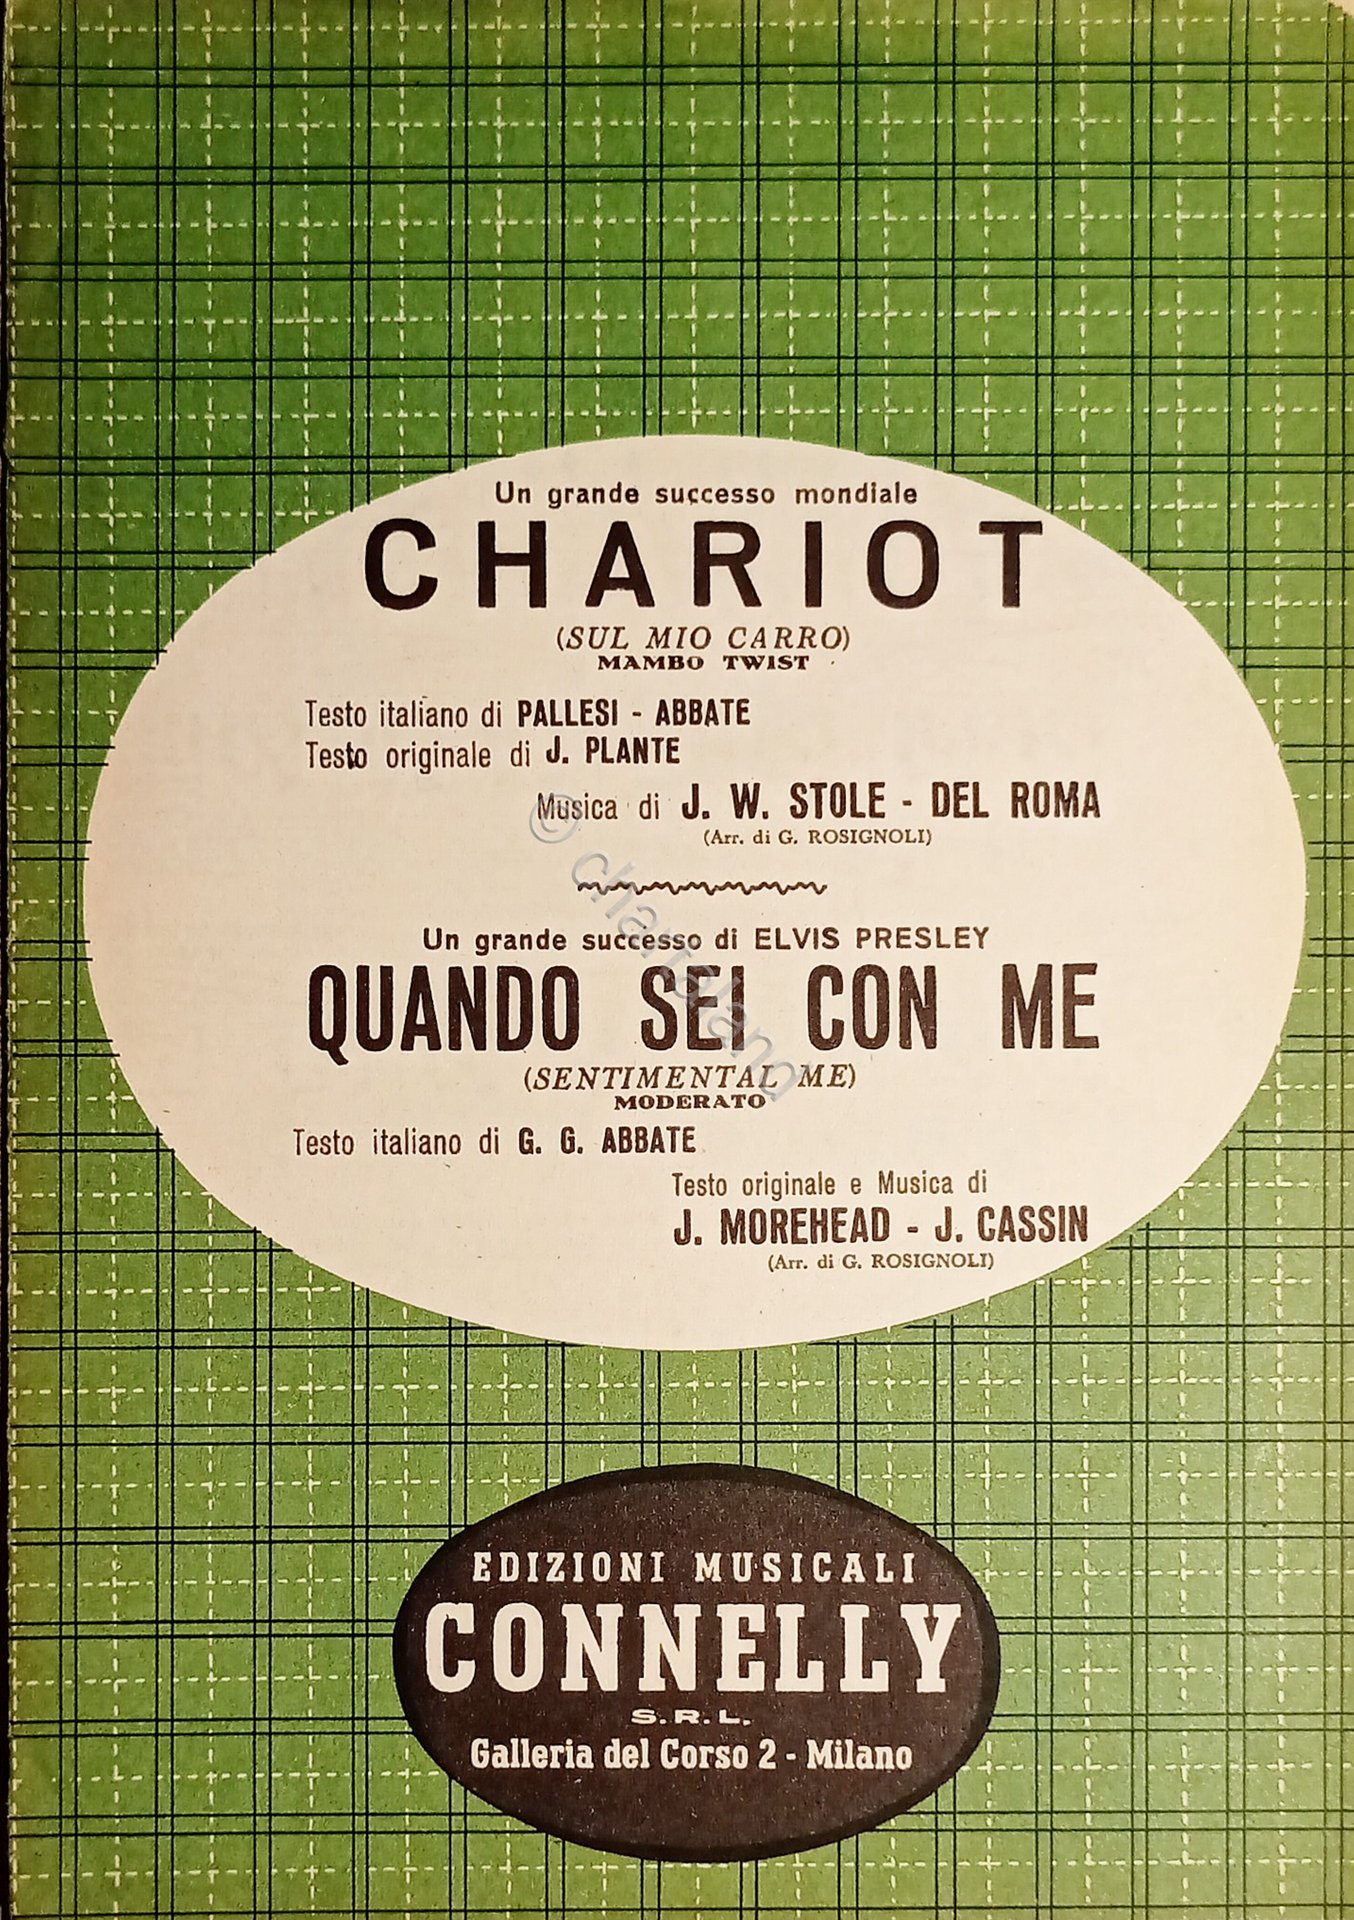 Un grande successo mondiale
CHARIOT
(SUL MIO CARRO)
MAMBO TWIST
Testo italiano di PALLESI - ABBATE
Testo originale di J. PLANTE
Musica di J. W. STOLE - DEL ROMA
(Arr. di G. ROSIGNOLI)
© chartaland
Un grande successo di ELVIS PRESLEY
QUANDO SEI CON ME
(SENTIMENTAL ME)
MODERATO
Testo italiano di G. G. ABBATE
Testo originale e Musica di
J. MOREHEAD - J. CASSIN
(Arr. di G. ROSIGNOLI)
EDIZIONI MUSICALI
CONNELLY
S.R.L.
Galleria del Corso 2 - Milano